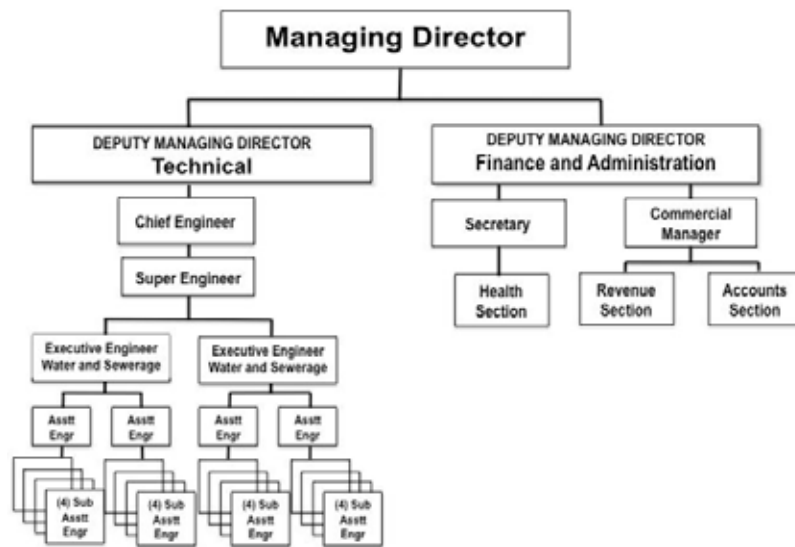 Managing Director
DEPUTY MANAGING DIRECTOR
Technical
DEPUTY MANAGING DIRECTOR
Finance and Administration
Chief Engineer
Secretary
Commercial
Manager
Super Engineer
Health
Section
Revenue
Section
Accounts
Section
Executive Engineer
Water and Sewerage
Executive Engineer
Water and Sewerage
Asstt
Engr
Asstt
Engr
Asstt
Engr
Asstt
Engr
(4) Sub
Asstt
Engr
(4) Sub
Asstt
Engr
(4) Sub
Asstt
Engr
(4) Sub
Asstt
Engr